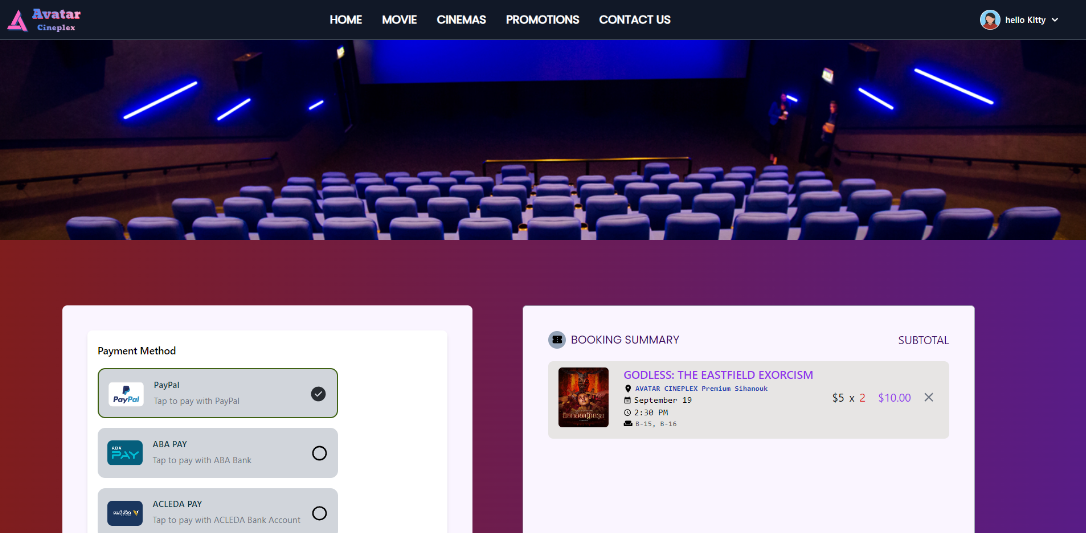 Avatar
Cineplex
HOME MOVIE CINEMAS PROMOTIONS CONTACT US
hello Kitty
Payment Method
PayPal
PayPal
Tap to pay with PayPal
ABA
PAY
ABA PAY
Tap to pay with ABA Bank
ACLEDA PAY
Tap to pay with ACLEDA Bank Account
BOOKING SUMMARY
SUBTOTAL
GODLESS: THE EASTFIELD EXORCISM
AVATAR CINEPLEX Premium Sihanouk
September 19
2:30 PM
B-15, B-16
$5 x 2 $10.00